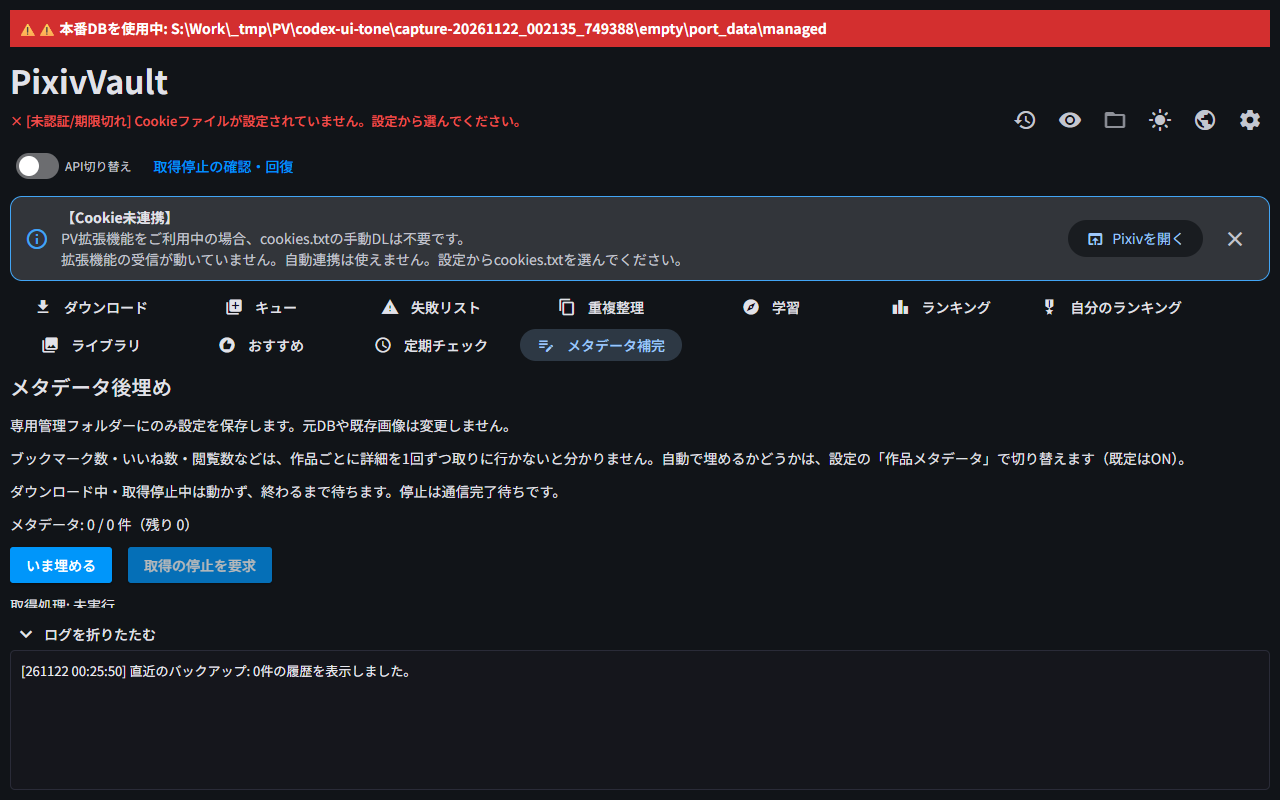 本番DBを使用中: S:\Work\_tmp\PV\codex-ui-tone\capture-20261122_002135_749388\empty\port_data\managed
PixivVault
× [未認証/期限切れ] Cookieファイルが設定されていません。設定から選んでください。
API切り替え 取得停止の確認・回復
【Cookie未連携】
PV拡張機能をご利用中の場合、cookies.txtの手動DLは不要です。
拡張機能の受信が動いていません。自動連携は使えません。設定からcookies.txtを選んでください。
Pixivを開く
ダウンロード キュー 失敗リスト 重複整理 学習 ランキング 自分のランキング
ライブラリ おすすめ 定期チェック メタデータ補完
メタデータ後埋め
専用管理フォルダーにのみ設定を保存します。元DBや既存画像は変更しません。
ブックマーク数・いいね数・閲覧数などは、作品ごとに詳細を1回ずつ取りに行かないと分かりません。自動で埋めるかどうかは、設定の「作品メタデータ」で切り替えます（既定はON）。
ダウンロード中・取得停止中は動かず、終わるまで待ちます。停止は通信完了待ちです。
メタデータ: 0 / 0 件（残り 0）
いま埋める 取得の停止を要求
取得処理: 未実行
ログを折りたたむ
[261122 00:25:50] 直近のバックアップ: 0件の履歴を表示しました。